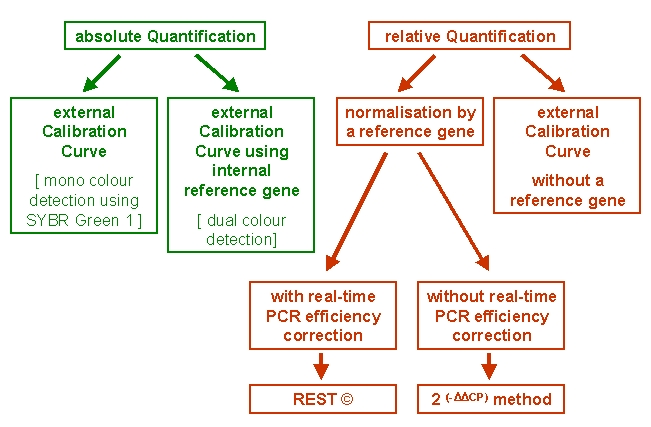 absolute Quantification
relative Quantification
external
Calibration
Curve
[ mono colour
detection using
SYBR Green 1 ]
external
Calibration
Curve using
internal
reference gene
[ dual colour
detection]
normalisation by
a reference gene
external
Calibration
Curve
without a
reference gene
with real-time
PCR efficiency
correction
without real-time
PCR efficiency
correction
REST ©
2 (-ΔΔCP) method